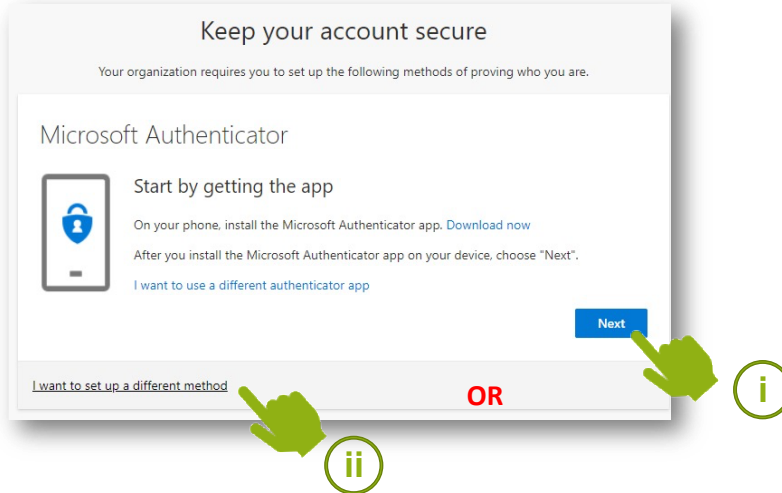 Keep your account secure
Your organization requires you to set up the following methods of proving who you are.
Microsoft Authenticator
Start by getting the app
On your phone, install the Microsoft Authenticator app. Download now
After you install the Microsoft Authenticator app on your device, choose "Next".
I want to use a different authenticator app
Next
i
I want to set up a different method
OR
ii